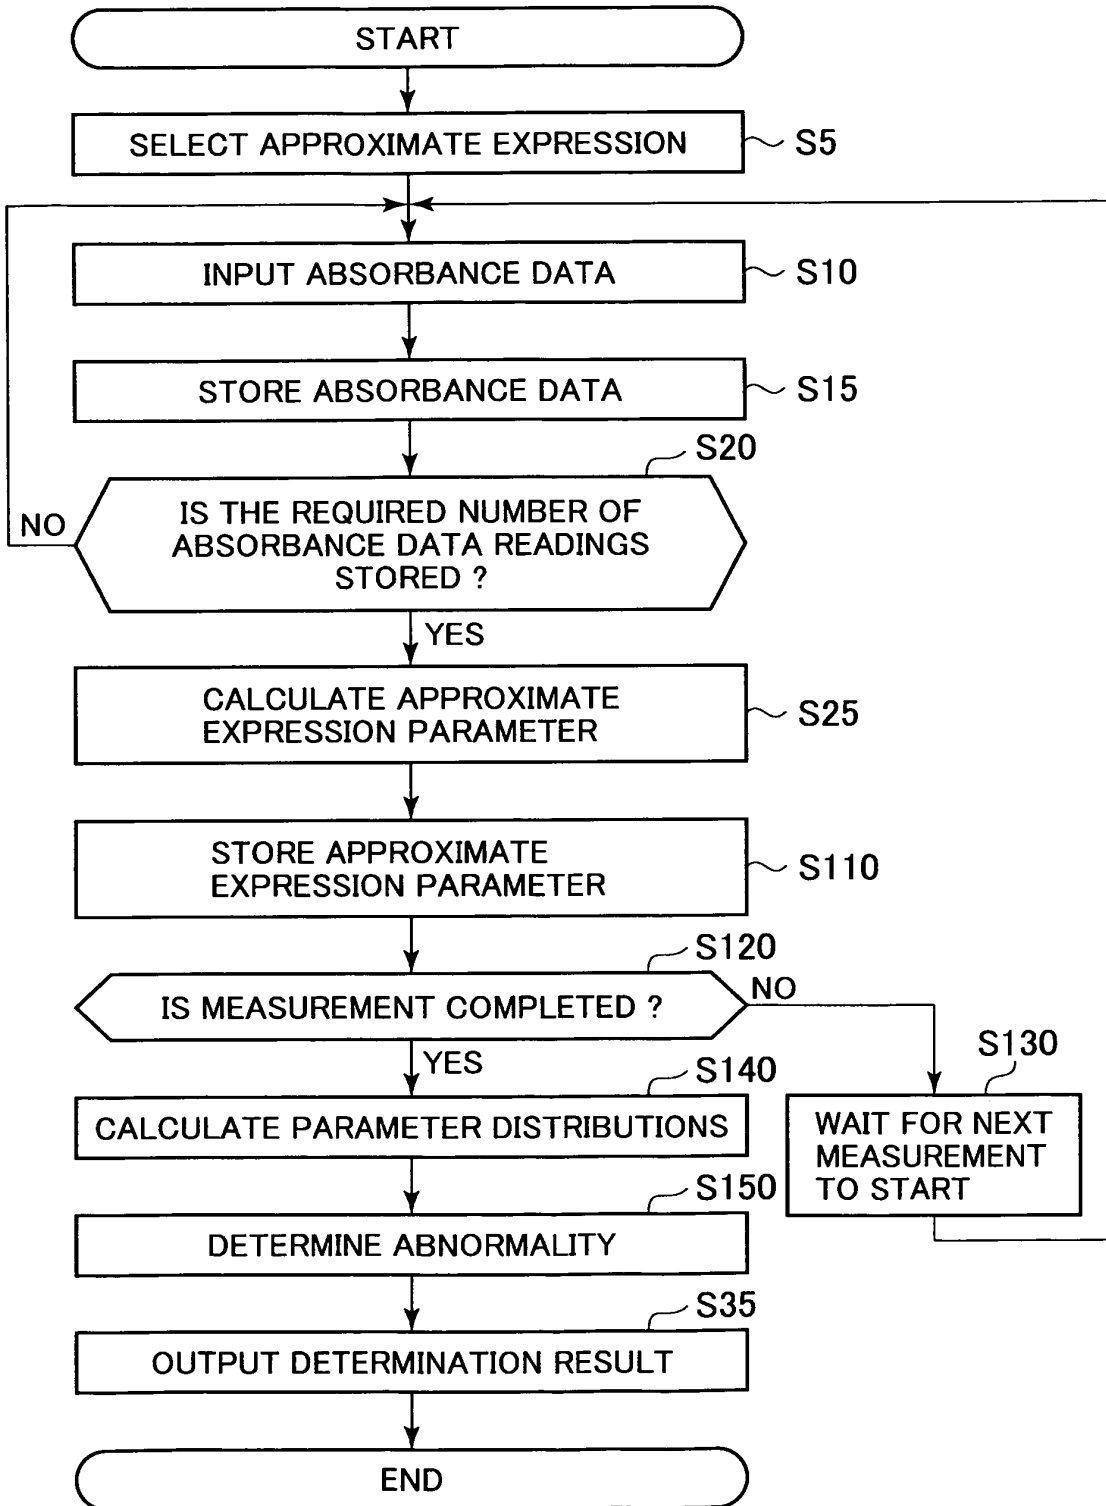 START
SELECT APPROXIMATE EXPRESSION
S5
INPUT ABSORBANCE DATA
S10
STORE ABSORBANCE DATA
S15
S20
IS THE REQUIRED NUMBER OF
ABSORBANCE DATA READINGS
STORED ?
NO
YES
CALCULATE APPROXIMATE
EXPRESSION PARAMETER
S25
STORE APPROXIMATE
EXPRESSION PARAMETER
S110
S120
IS MEASUREMENT COMPLETED ?
NO
YES
S130
WAIT FOR NEXT
MEASUREMENT
TO START
S140
CALCULATE PARAMETER DISTRIBUTIONS
S150
DETERMINE ABNORMALITY
S35
OUTPUT DETERMINATION RESULT
END